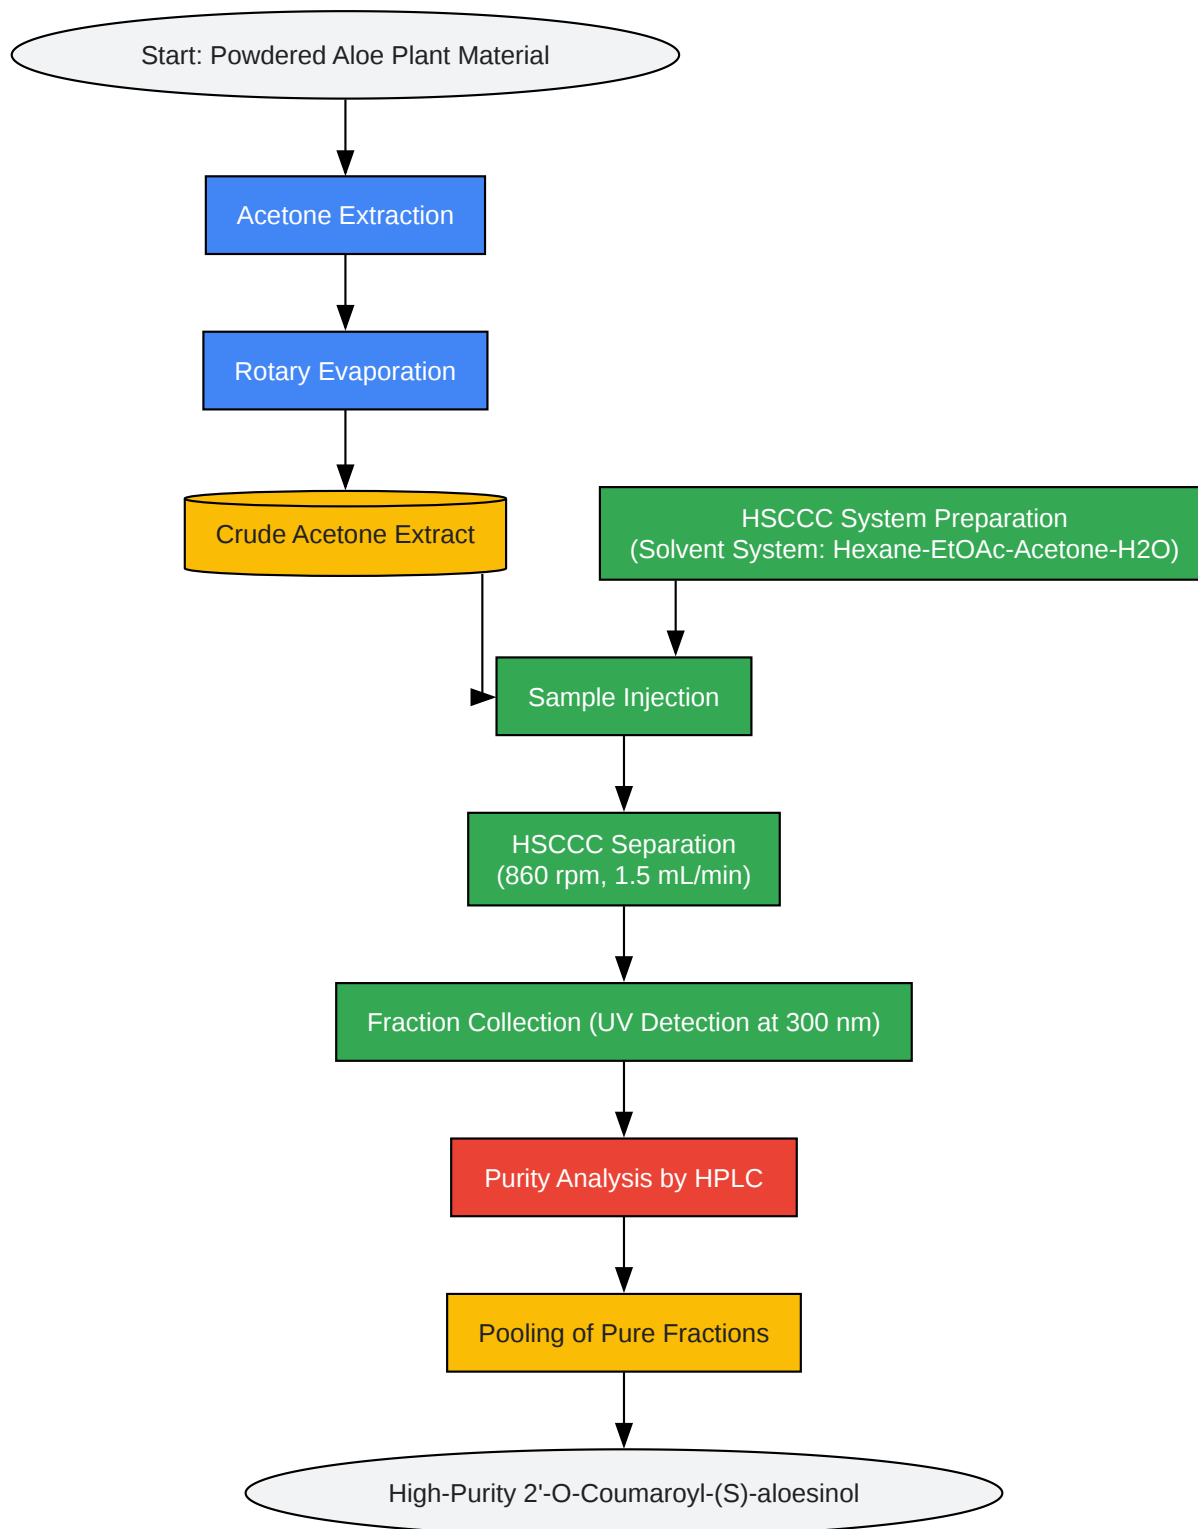 Start: Powdered Aloe Plant Material
Acetone Extraction
Rotary Evaporation
Crude Acetone Extract
HSCCC System Preparation
(Solvent System: Hexane-EtOAc-Acetone-H2O)
Sample Injection
HSCCC Separation
(860 rpm, 1.5 mL/min)
Fraction Collection (UV Detection at 300 nm)
Purity Analysis by HPLC
Pooling of Pure Fractions
High-Purity 2'-O-Coumaroyl-(S)-aloesinol